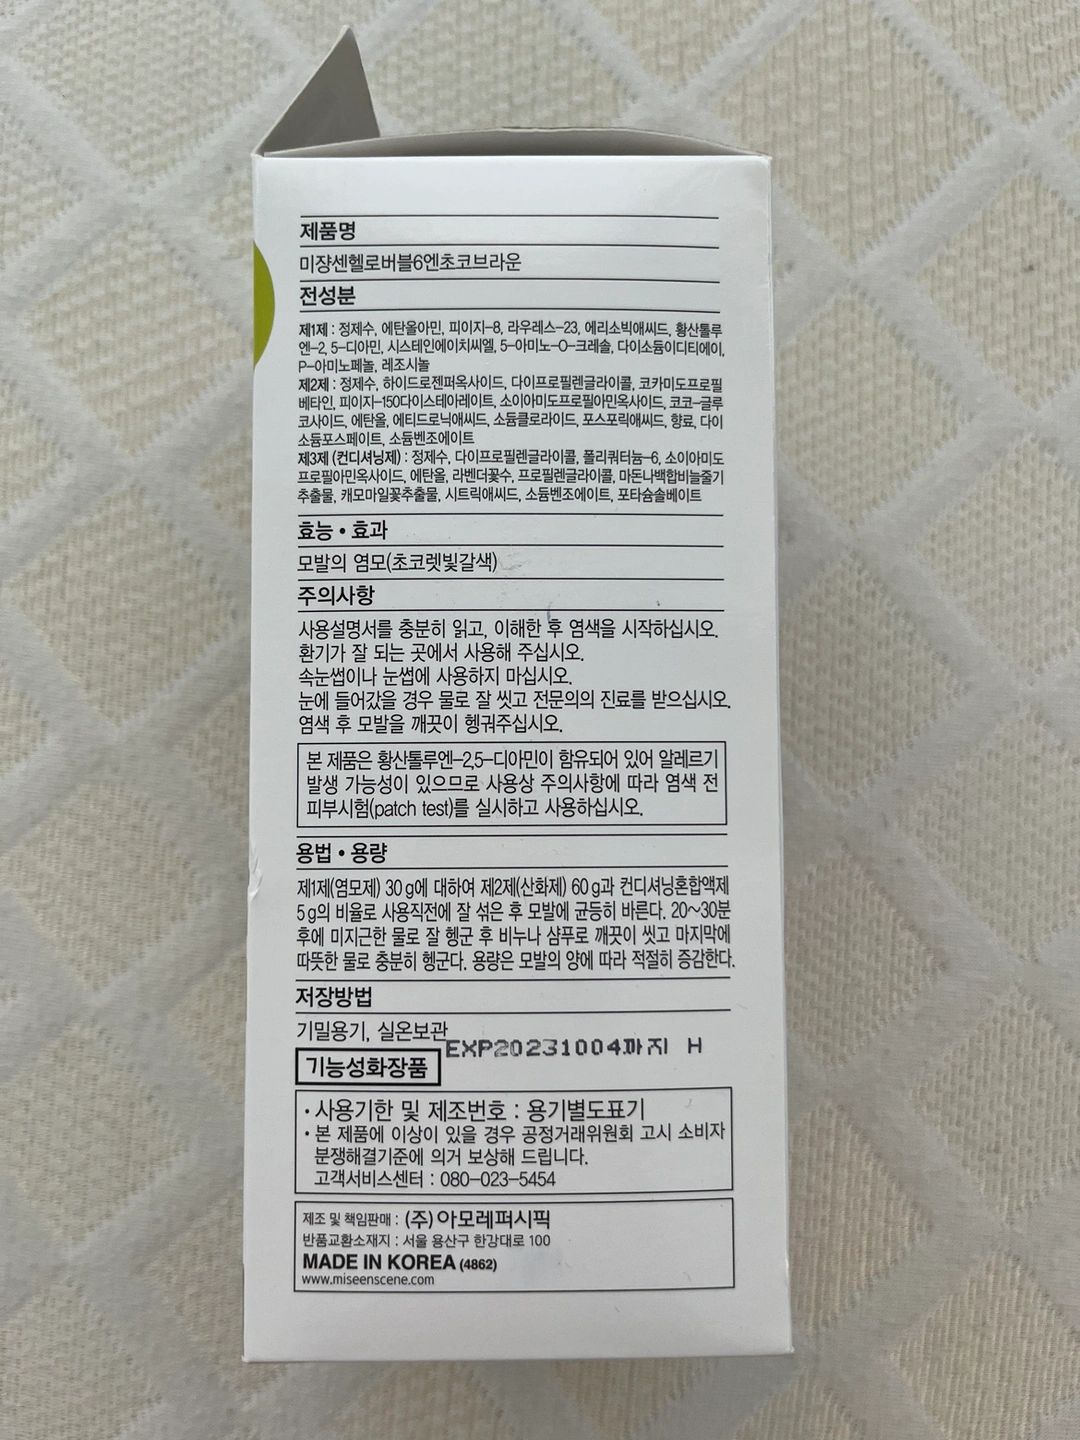 제품명
미쟝센헬로버블6엔초코브라운
전성분
제1제 : 정제수, 에탄올아민, 피이지-8, 라우레스-23, 에리소빅애씨드, 황산톨루
엔-2, 5-디아민, 시스테인에이치씨엘, 5-아미노-O-크레솔, 다이소듐이디티에이,
P-아미노페놀, 레조시놀
제2제 : 정제수, 하이드로젠퍼옥사이드, 다이프로필렌글라이콜, 코카미도프로필
베타인, 피이지-150다이스테아레이트, 소이아미도프로필아민옥사이드, 코코-글루
코사이드, 에탄올, 에티드로닉애씨드, 소듐클로라이드, 포스포릭애씨드, 향료, 다이
소듐포스페이트, 소듐벤조에이트
제3제 (컨디셔닝제) : 정제수, 다이프로필렌글라이콜, 폴리쿼터늄-6, 소이아미도
프로필아민옥사이드, 에탄올, 라벤더꽃수, 프로필렌글라이콜, 마돈나백합비늘줄기
추출물, 캐모마일꽃추출물, 시트릭애씨드, 소듐벤조에이트, 포타슘솔베이트
효능 • 효과
모발의 염모(초코렛빛갈색)
주의사항
사용설명서를 충분히 읽고, 이해한 후 염색을 시작하십시오.
환기가 잘 되는 곳에서 사용해 주십시오.
속눈썹이나 눈썹에 사용하지 마십시오.
눈에 들어갔을 경우 물로 잘 씻고 전문의의 진료를 받으십시오.
염색 후 모발을 깨끗이 헹궈주십시오.
본 제품은 황산톨루엔-2,5-디아민이 함유되어 있어 알레르기
발생 가능성이 있으므로 사용상 주의사항에 따라 염색 전
피부시험(patch test)를 실시하고 사용하십시오.
용법 • 용량
제1제(염모제) 30 g에 대하여 제2제(산화제) 60 g과 컨디셔닝혼합액제
5 g의 비율로 사용직전에 잘 섞은 후 모발에 균등히 바른다. 20~30분
후에 미지근한 물로 잘 헹군 후 비누나 샴푸로 깨끗이 씻고 마지막에
따뜻한 물로 충분히 헹군다. 용량은 모발의 양에 따라 적절히 증감한다.
저장방법
기밀용기, 실온보관
EXP20231004까지 H
기능성화장품
• 사용기한 및 제조번호 : 용기별도표기
• 본 제품에 이상이 있을 경우 공정거래위원회 고시 소비자
분쟁해결기준에 의거 보상해 드립니다.
고객서비스센터 : 080-023-5454
제조 및 책임판매 : (주)아모레퍼시픽
반품교환소재지 : 서울 용산구 한강대로 100
MADE IN KOREA (4862)
www.miseenscene.com